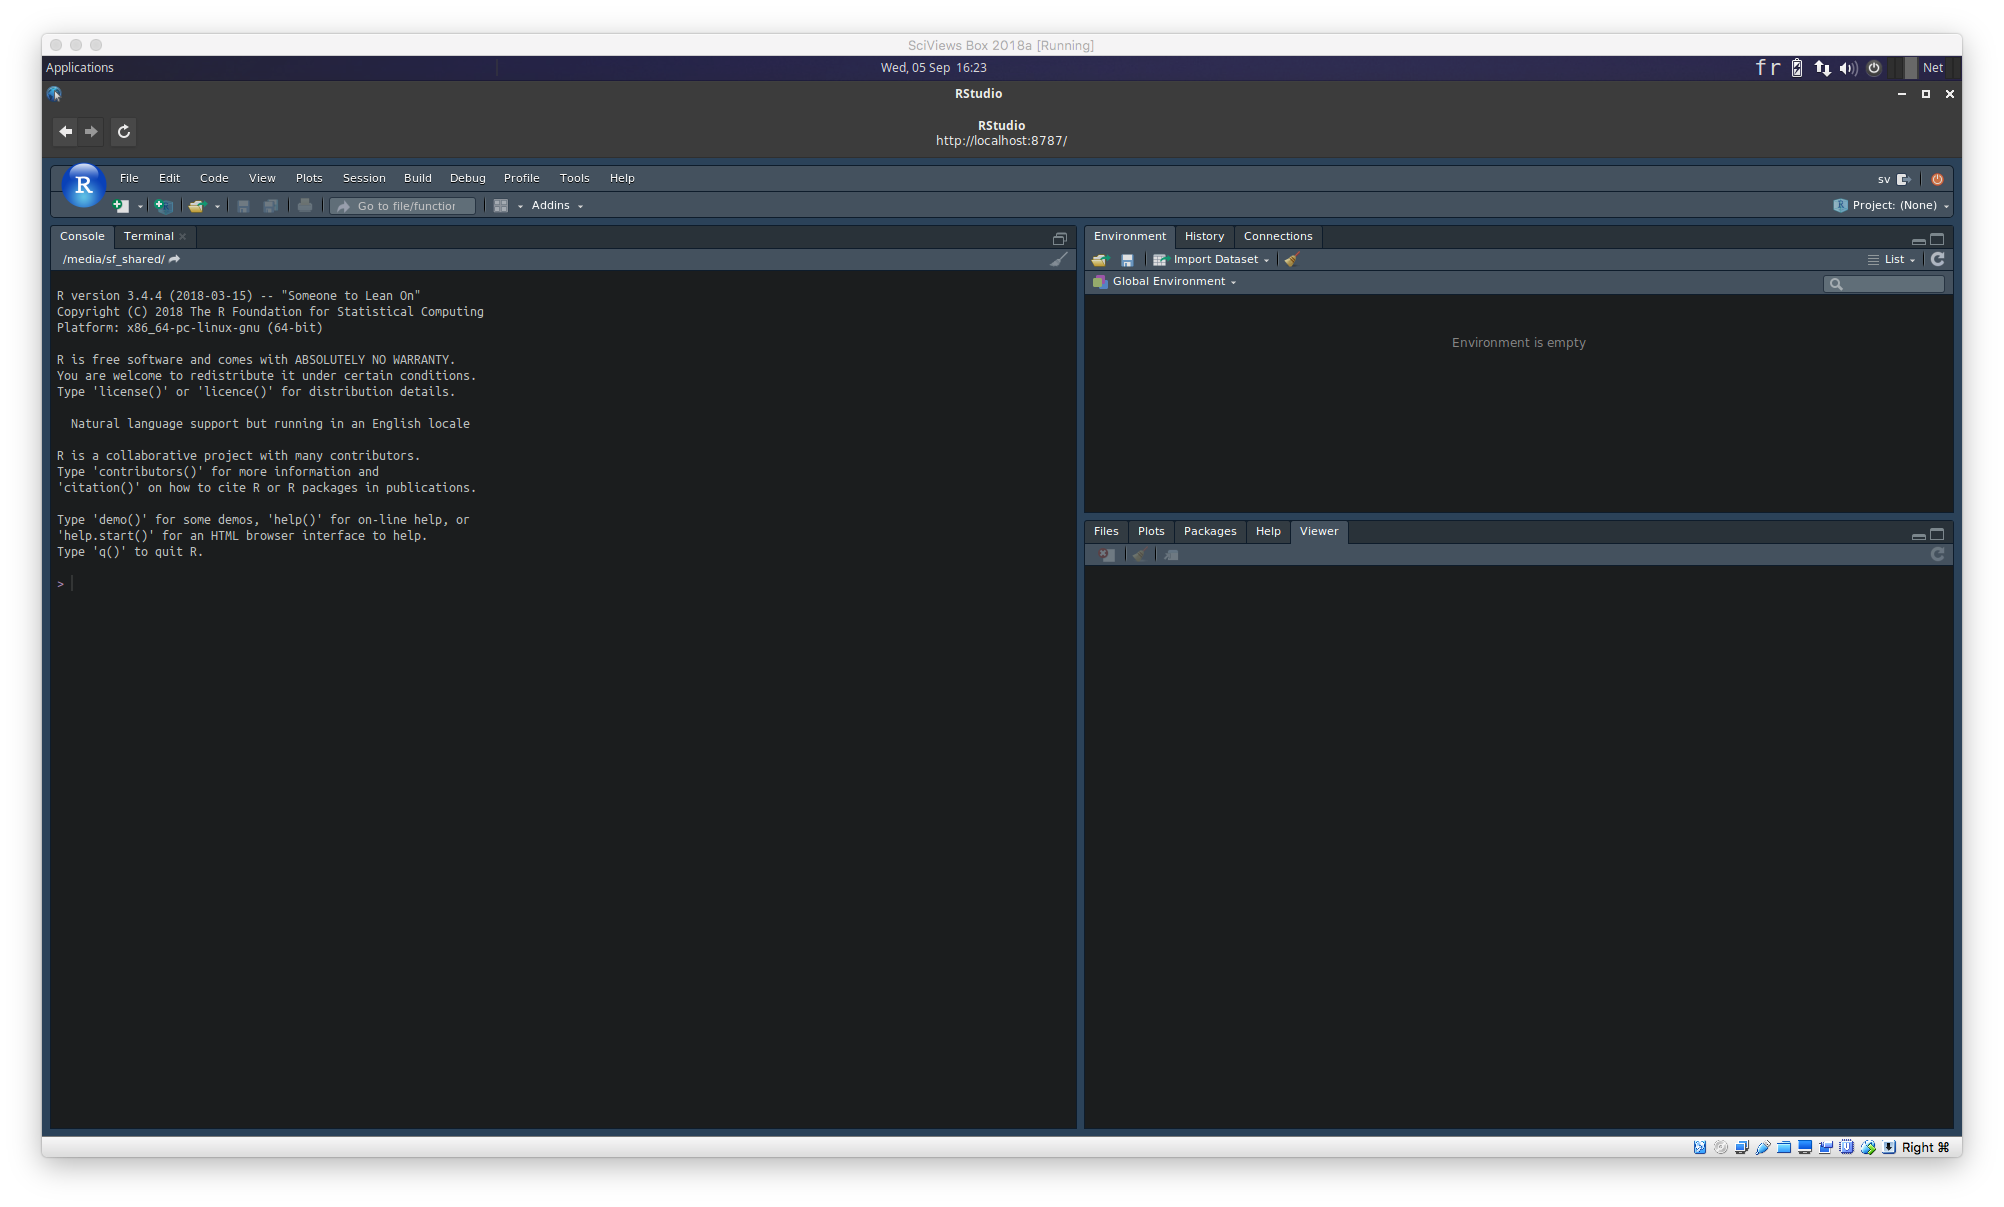 SciViews Box 2018a [Running]
Applications
Wed, 05 Sep 16:23
fr
Net
RStudio
RStudio
http://localhost:8787/
R
File Edit Code View Plots Session Build Debug Profile Tools Help
sv
Go to file/function
Addins
Project: (None)
Console Terminal
/media/sf_shared/
R version 3.4.4 (2018-03-15) -- "Someone to Lean On"
Copyright (C) 2018 The R Foundation for Statistical Computing
Platform: x86_64-pc-linux-gnu (64-bit)
R is free software and comes with ABSOLUTELY NO WARRANTY.
You are welcome to redistribute it under certain conditions.
Type 'license()' or 'licence()' for distribution details.
Natural language support but running in an English locale
R is a collaborative project with many contributors.
Type 'contributors()' for more information and
'citation()' on how to cite R or R packages in publications.
Type 'demo()' for some demos, 'help()' for on-line help, or
'help.start()' for an HTML browser interface to help.
Type 'q()' to quit R.
>
Environment History Connections
Import Dataset
List
Global Environment
Environment is empty
Files Plots Packages Help Viewer
Right ⌘